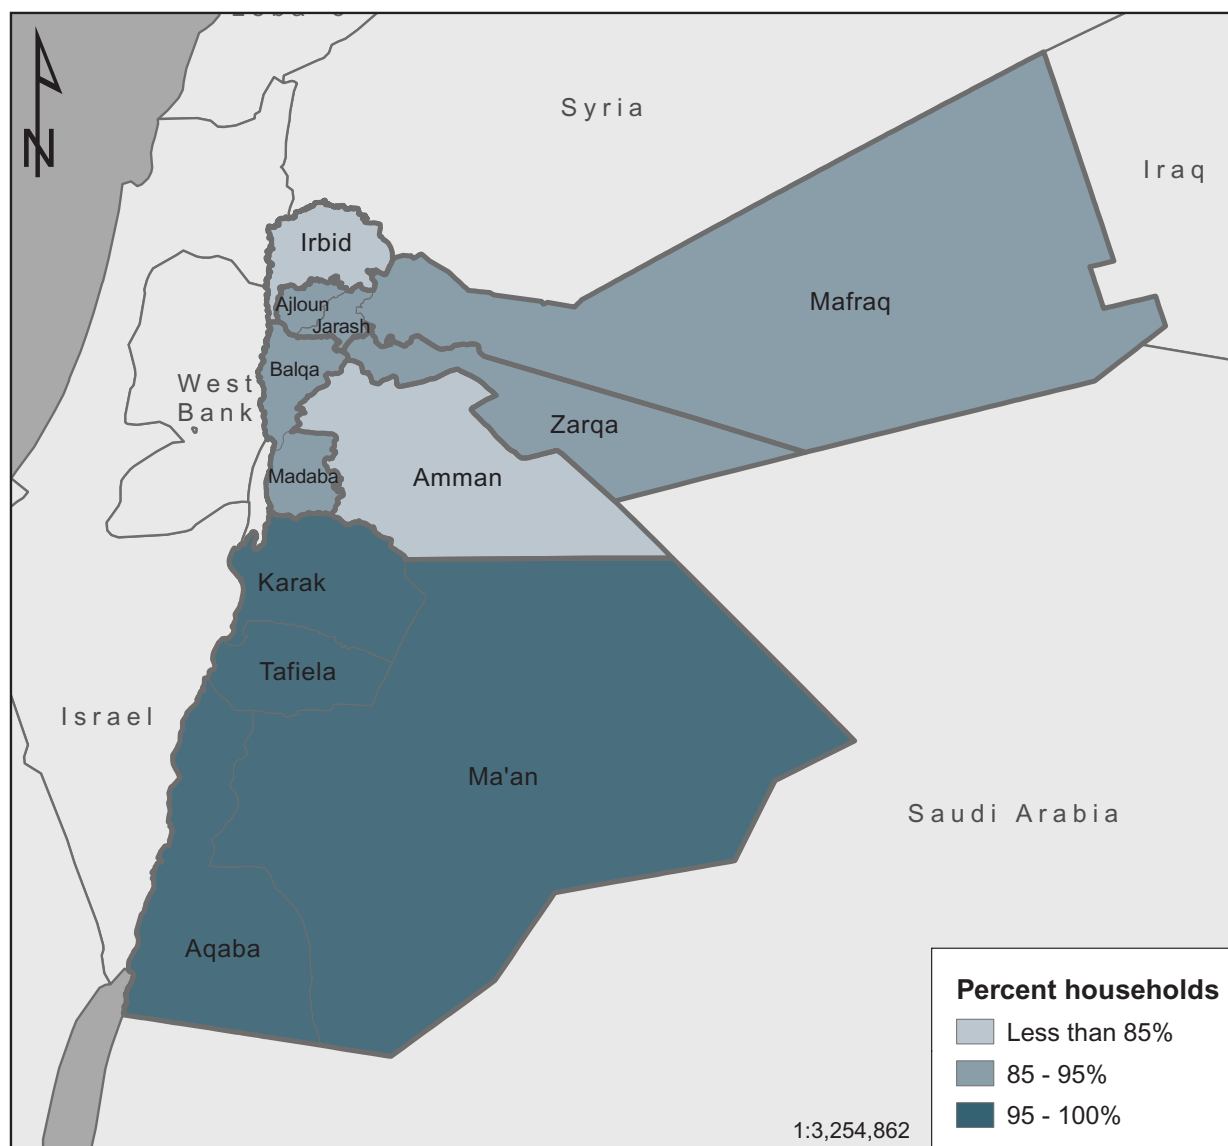 N
Syria
Iraq
Irbid
Ajloun
Jarash
Mafraq
Balqa
West
Bank
Zarqa
Madaba
Amman
Karak
Tafiela
Israel
Ma'an
Saudi Arabia
Aqaba
Percent households
Less than 85%
85 - 95%
95 - 100%
1:3,254,862